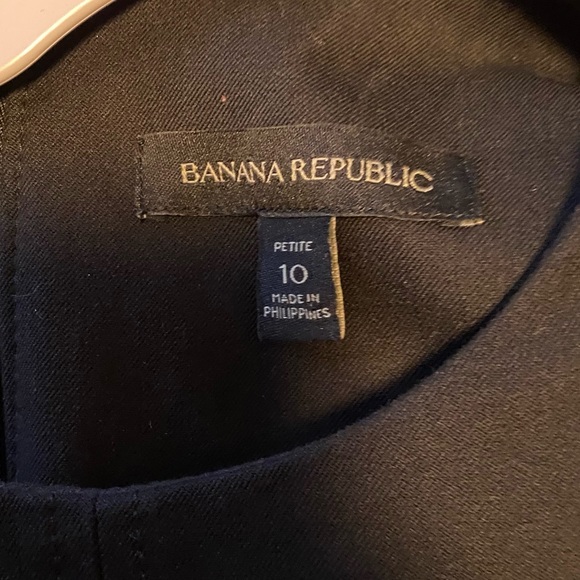 BANANA REPUBLIC
PETITE
10
MADE IN
PHILIPPINES